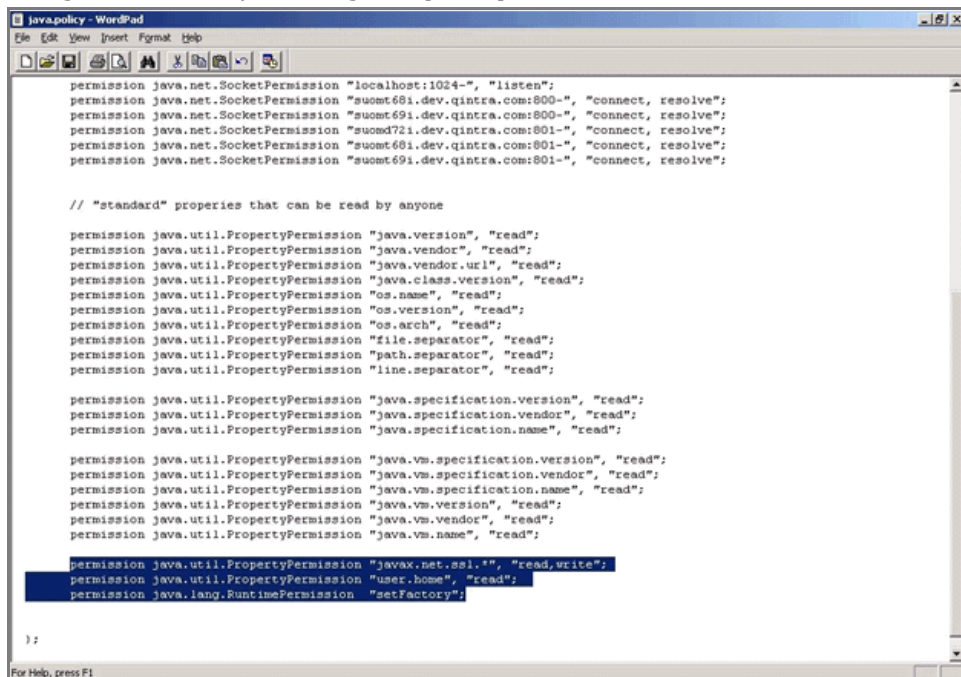 java.policy - WordPad
File Edit View Insert Format Help
permission java.net.SocketPermission "localhost:1024-", "listen";
permission java.net.SocketPermission "suomt68i.dev.qintra.com:800-", "connect, resolve";
permission java.net.SocketPermission "suomt69i.dev.qintra.com:800-", "connect, resolve";
permission java.net.SocketPermission "suomd72i.dev.qintra.com:801-", "connect, resolve";
permission java.net.SocketPermission "suomt68i.dev.qintra.com:801-", "connect, resolve";
permission java.net.SocketPermission "suomt69i.dev.qintra.com:801-", "connect, resolve";
// "standard" properies that can be read by anyone
permission java.util.PropertyPermission "java.version", "read";
permission java.util.PropertyPermission "java.vendor", "read";
permission java.util.PropertyPermission "java.vendor.url", "read";
permission java.util.PropertyPermission "java.class.version", "read";
permission java.util.PropertyPermission "os.name", "read";
permission java.util.PropertyPermission "os.version", "read";
permission java.util.PropertyPermission "os.arch", "read";
permission java.util.PropertyPermission "file.separator", "read";
permission java.util.PropertyPermission "path.separator", "read";
permission java.util.PropertyPermission "line.separator", "read";
permission java.util.PropertyPermission "java.specification.version", "read";
permission java.util.PropertyPermission "java.specification.vendor", "read";
permission java.util.PropertyPermission "java.specification.name", "read";
permission java.util.PropertyPermission "java.vm.specification.version", "read";
permission java.util.PropertyPermission "java.vm.specification.vendor", "read";
permission java.util.PropertyPermission "java.vm.specification.name", "read";
permission java.util.PropertyPermission "java.vm.version", "read";
permission java.util.PropertyPermission "java.vm.vendor", "read";
permission java.util.PropertyPermission "java.vm.name", "read";
permission java.util.PropertyPermission "javax.net.ssl.*", "read,write";
permission java.util.PropertyPermission "user.home", "read";
permission java.lang.RuntimePermission "setFactory";
);
For Help, press F1